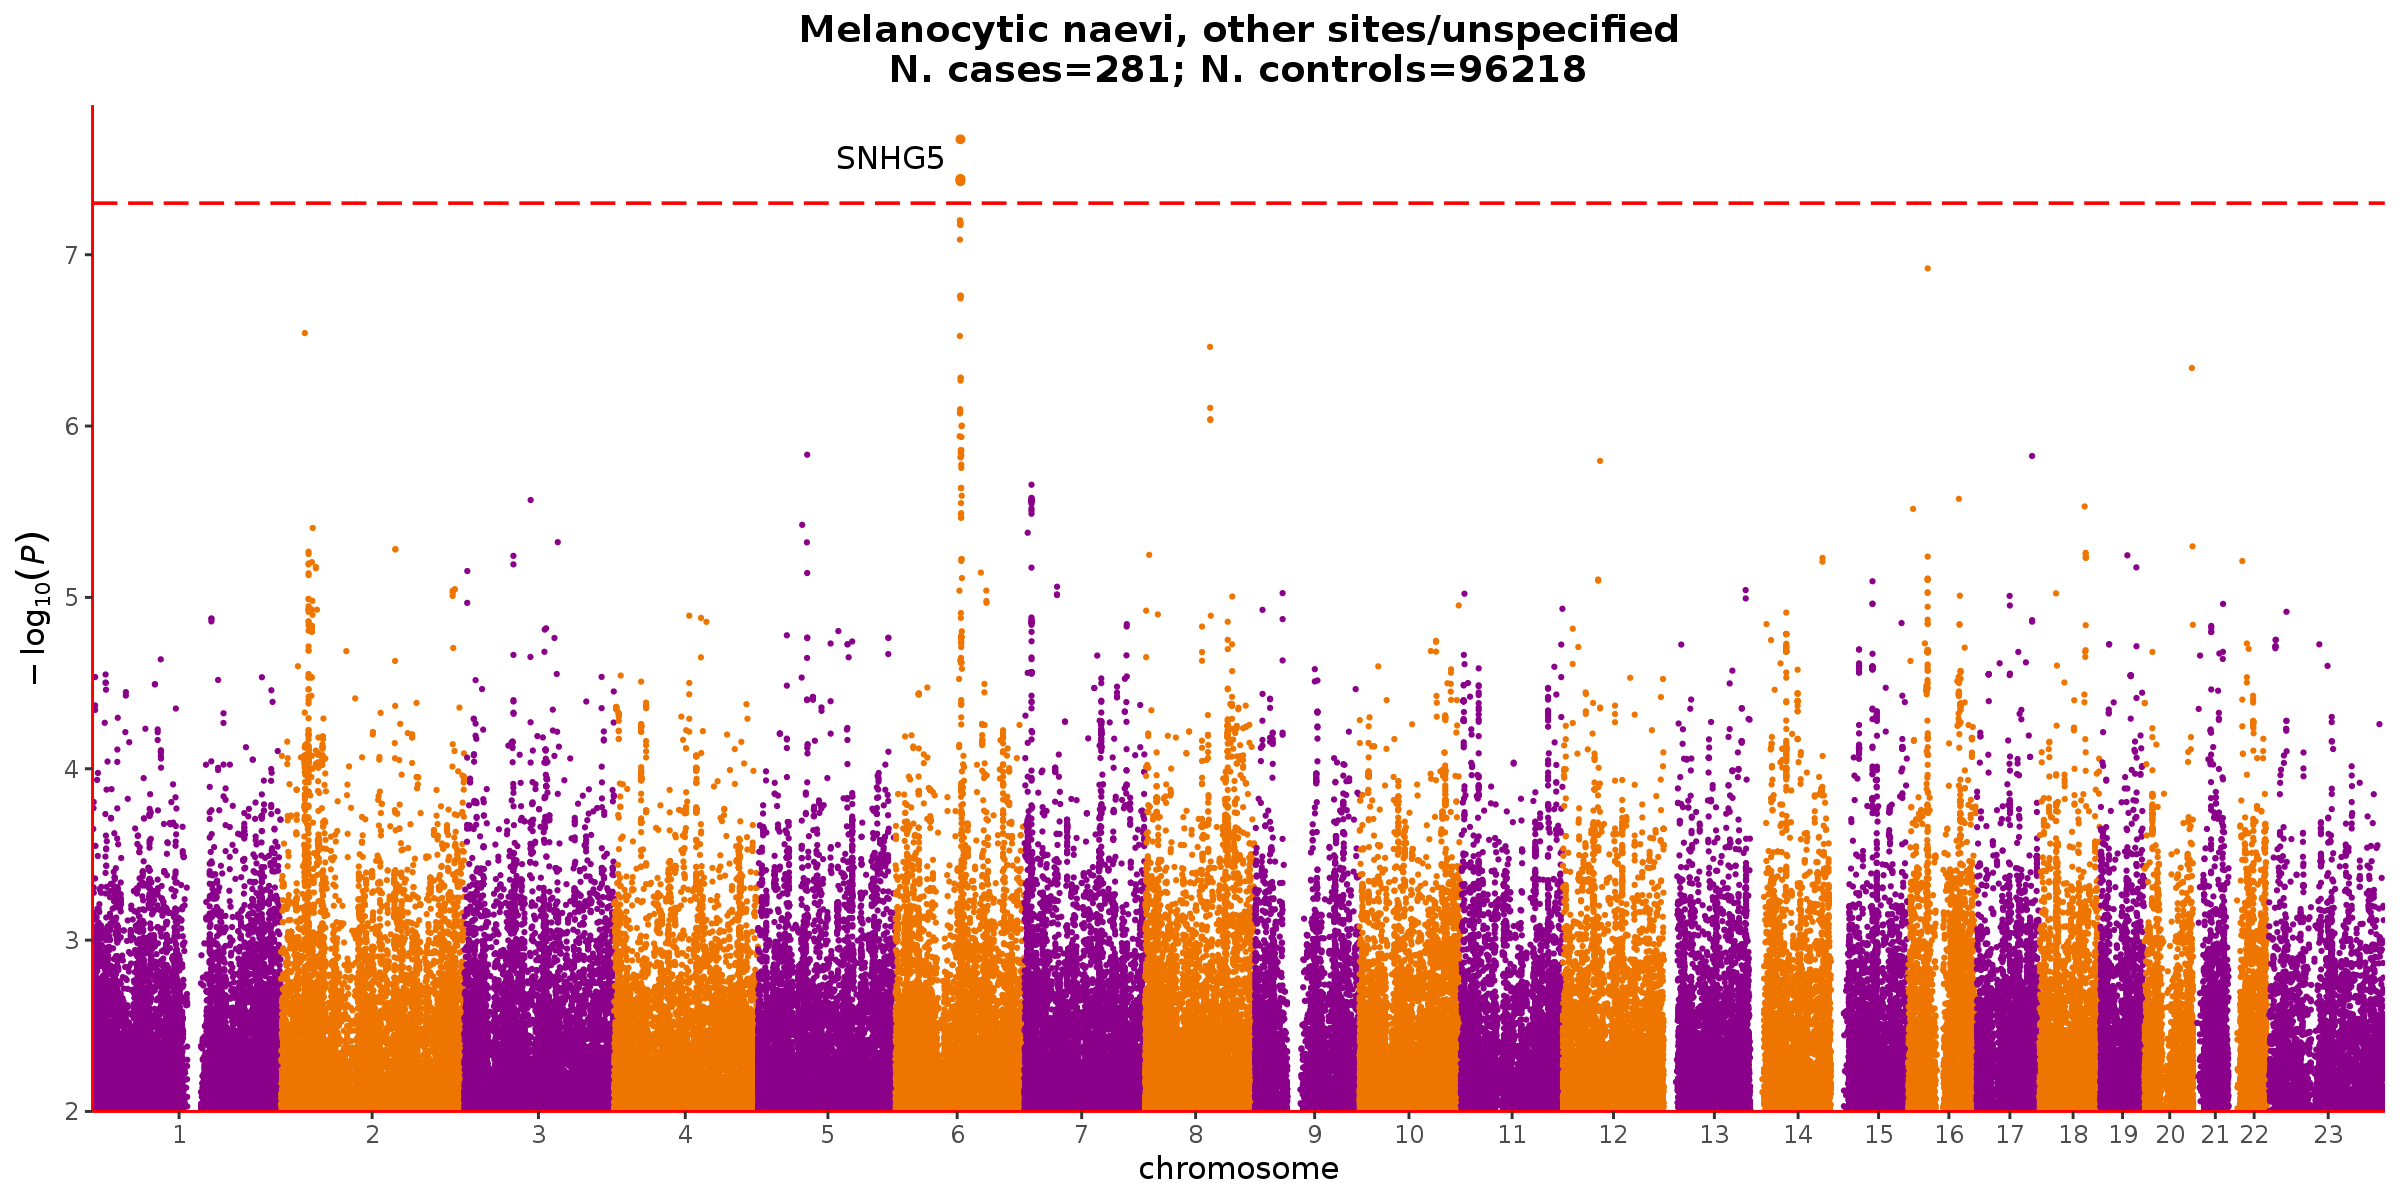 Melanocytic naevi, other sites/unspecified
N. cases=281; N. controls=96218
SNHG5
7
6
5
4
3
2
−log10(P)
1 2 3 4 5 6 7 8 9 10 11 12 13 14 15 16 17 18 19 20 21 22 23
chromosome